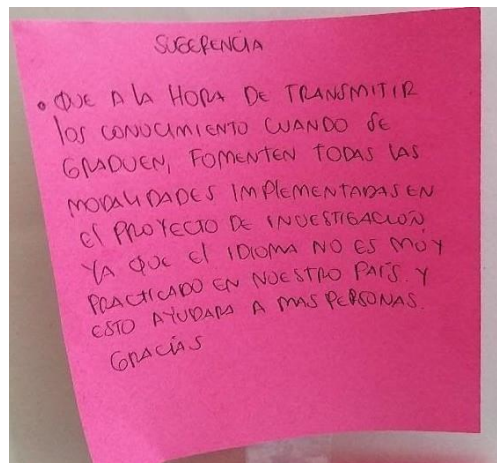 SUGERENCIA
• QUE A LA HORA DE TRANSMITIR
los CONOCIMIENTO CUANDO SE
GRADUEN, FOMENTEN TODAS LAS
MODALIDADES IMPLEMENTADAS EN
el PROYECTO DE INVESTIGACIÓN
YA QUE el IDIOMA NO ES MUY
PRACTICADO EN NUESTRO PAÍS. Y
ESTO AYUDARA A MAS PERSONAS.
GRACIAS